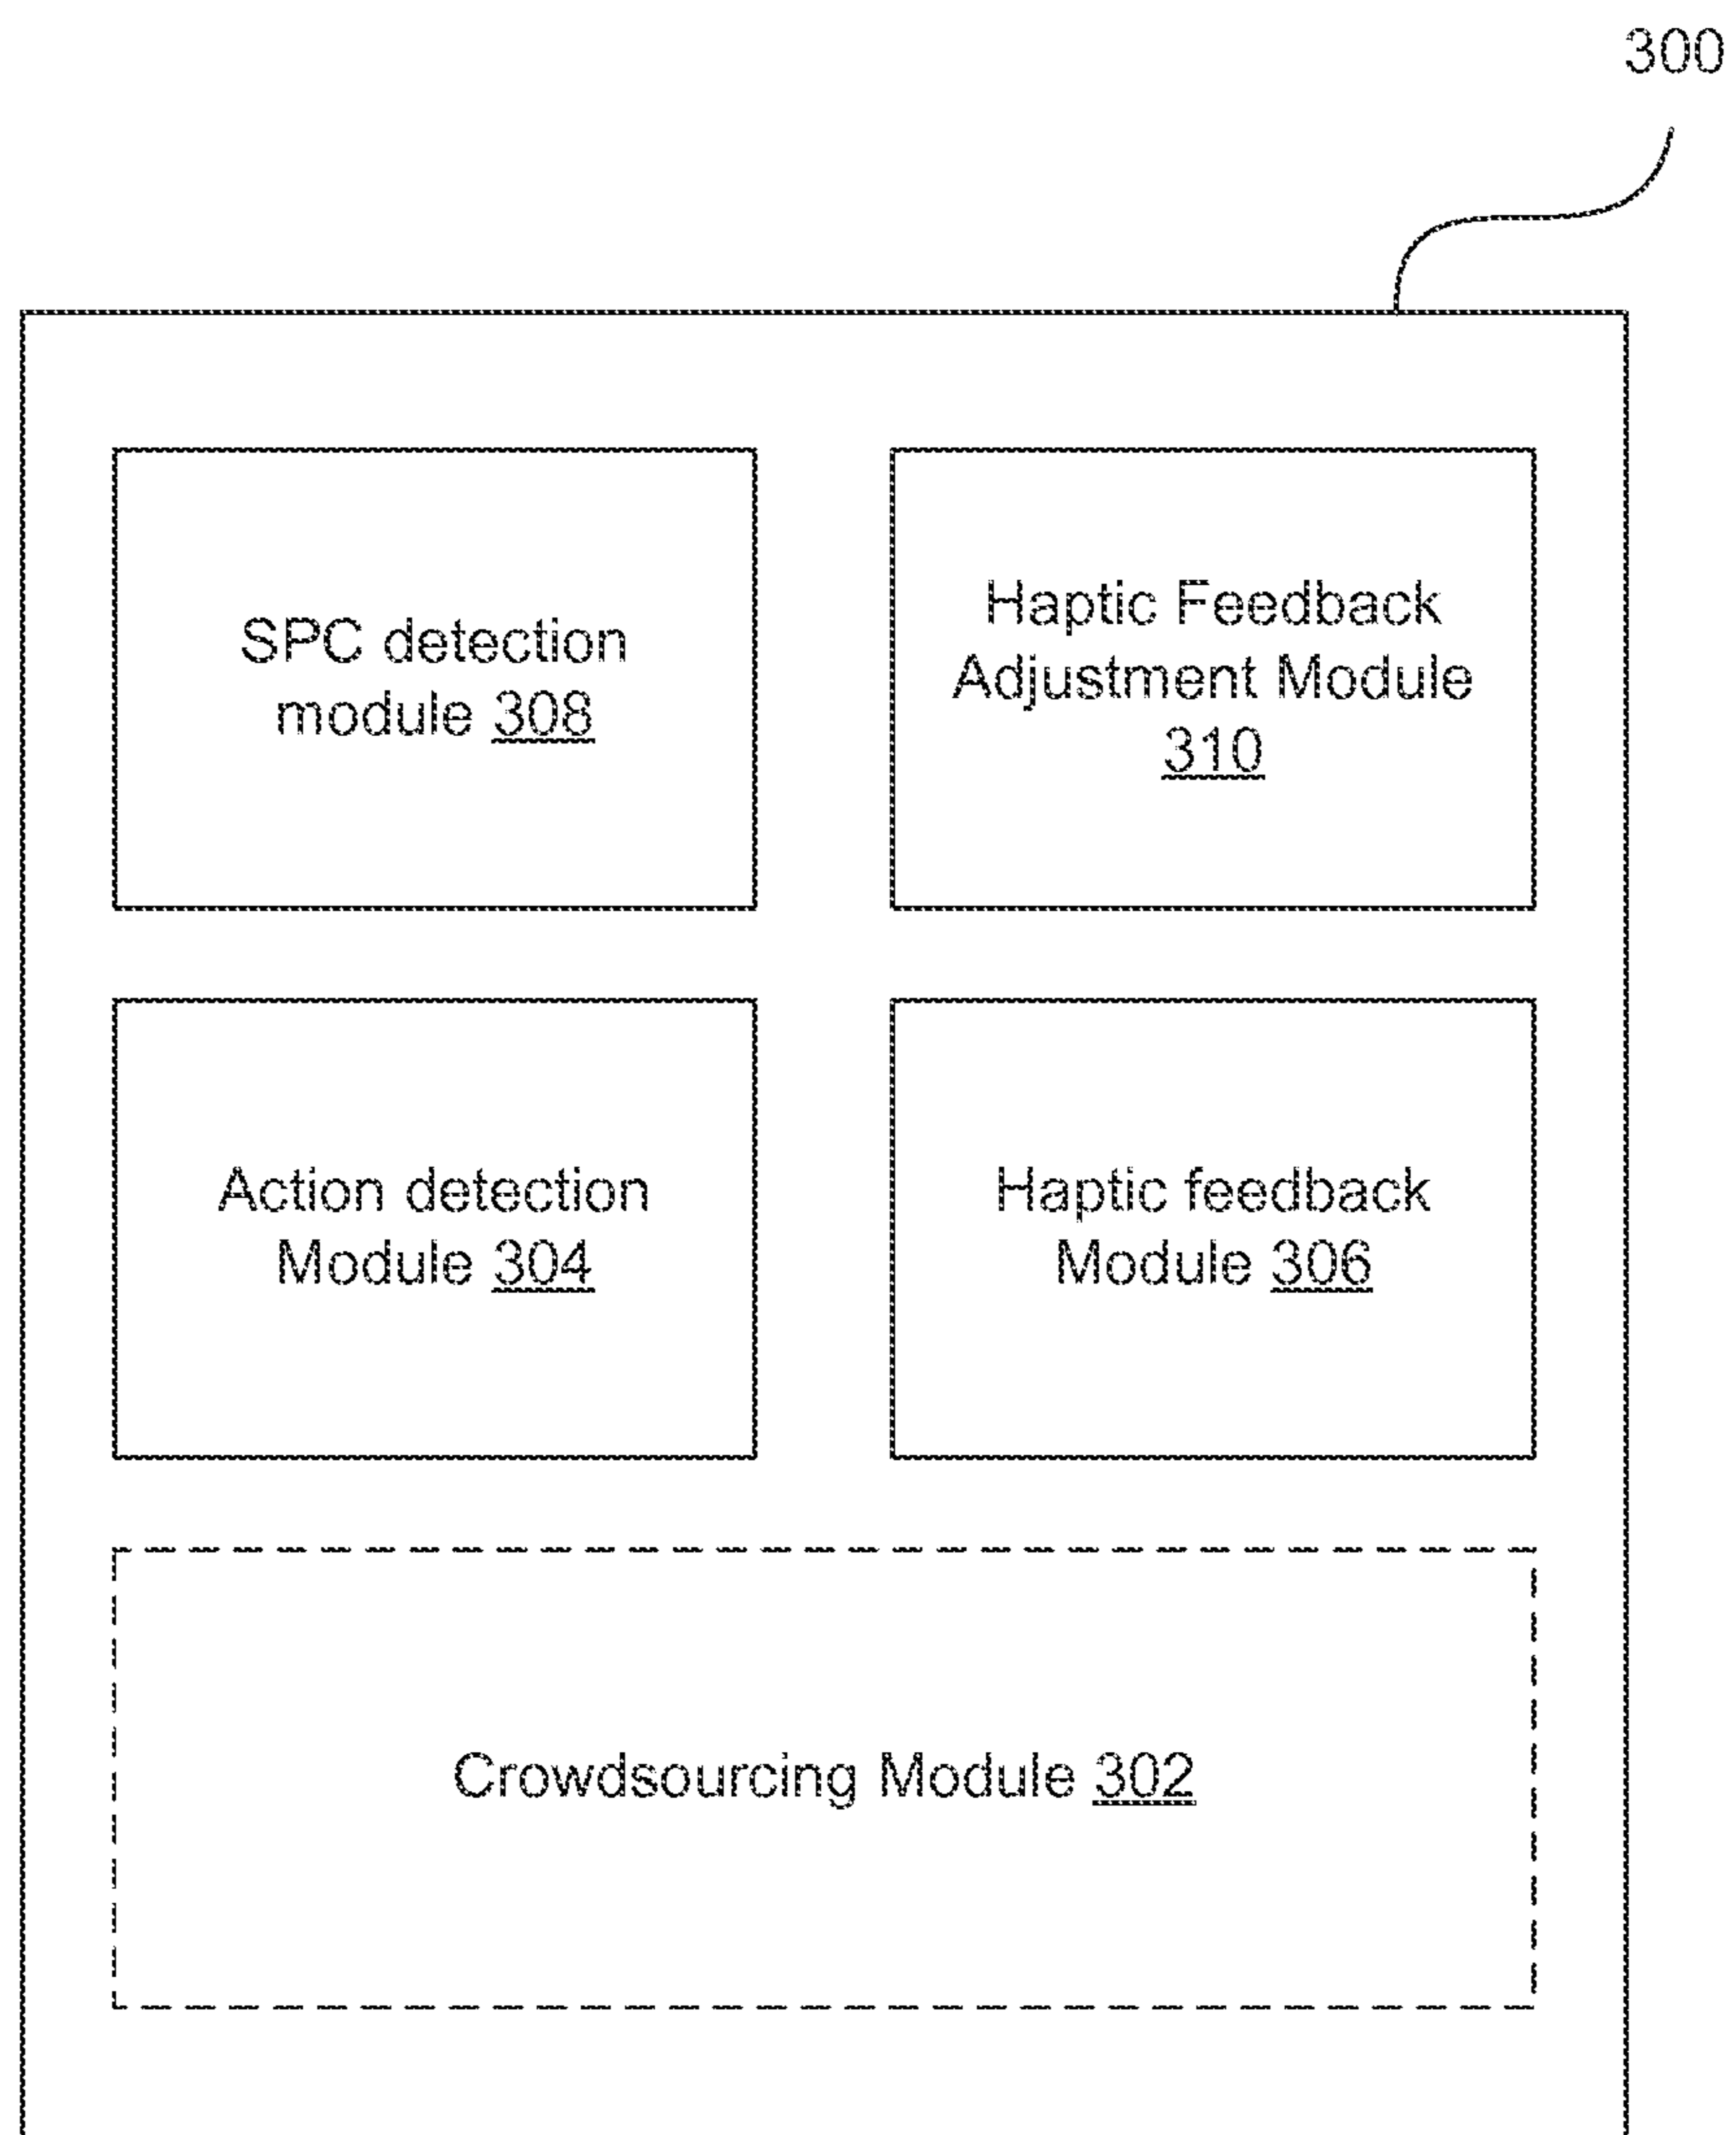 300
SPC detection
module 308
Haptic Feedback
Adjustment Module
310
Action detection
Module 304
Haptic feedback
Module 306
Crowdsourcing Module 302